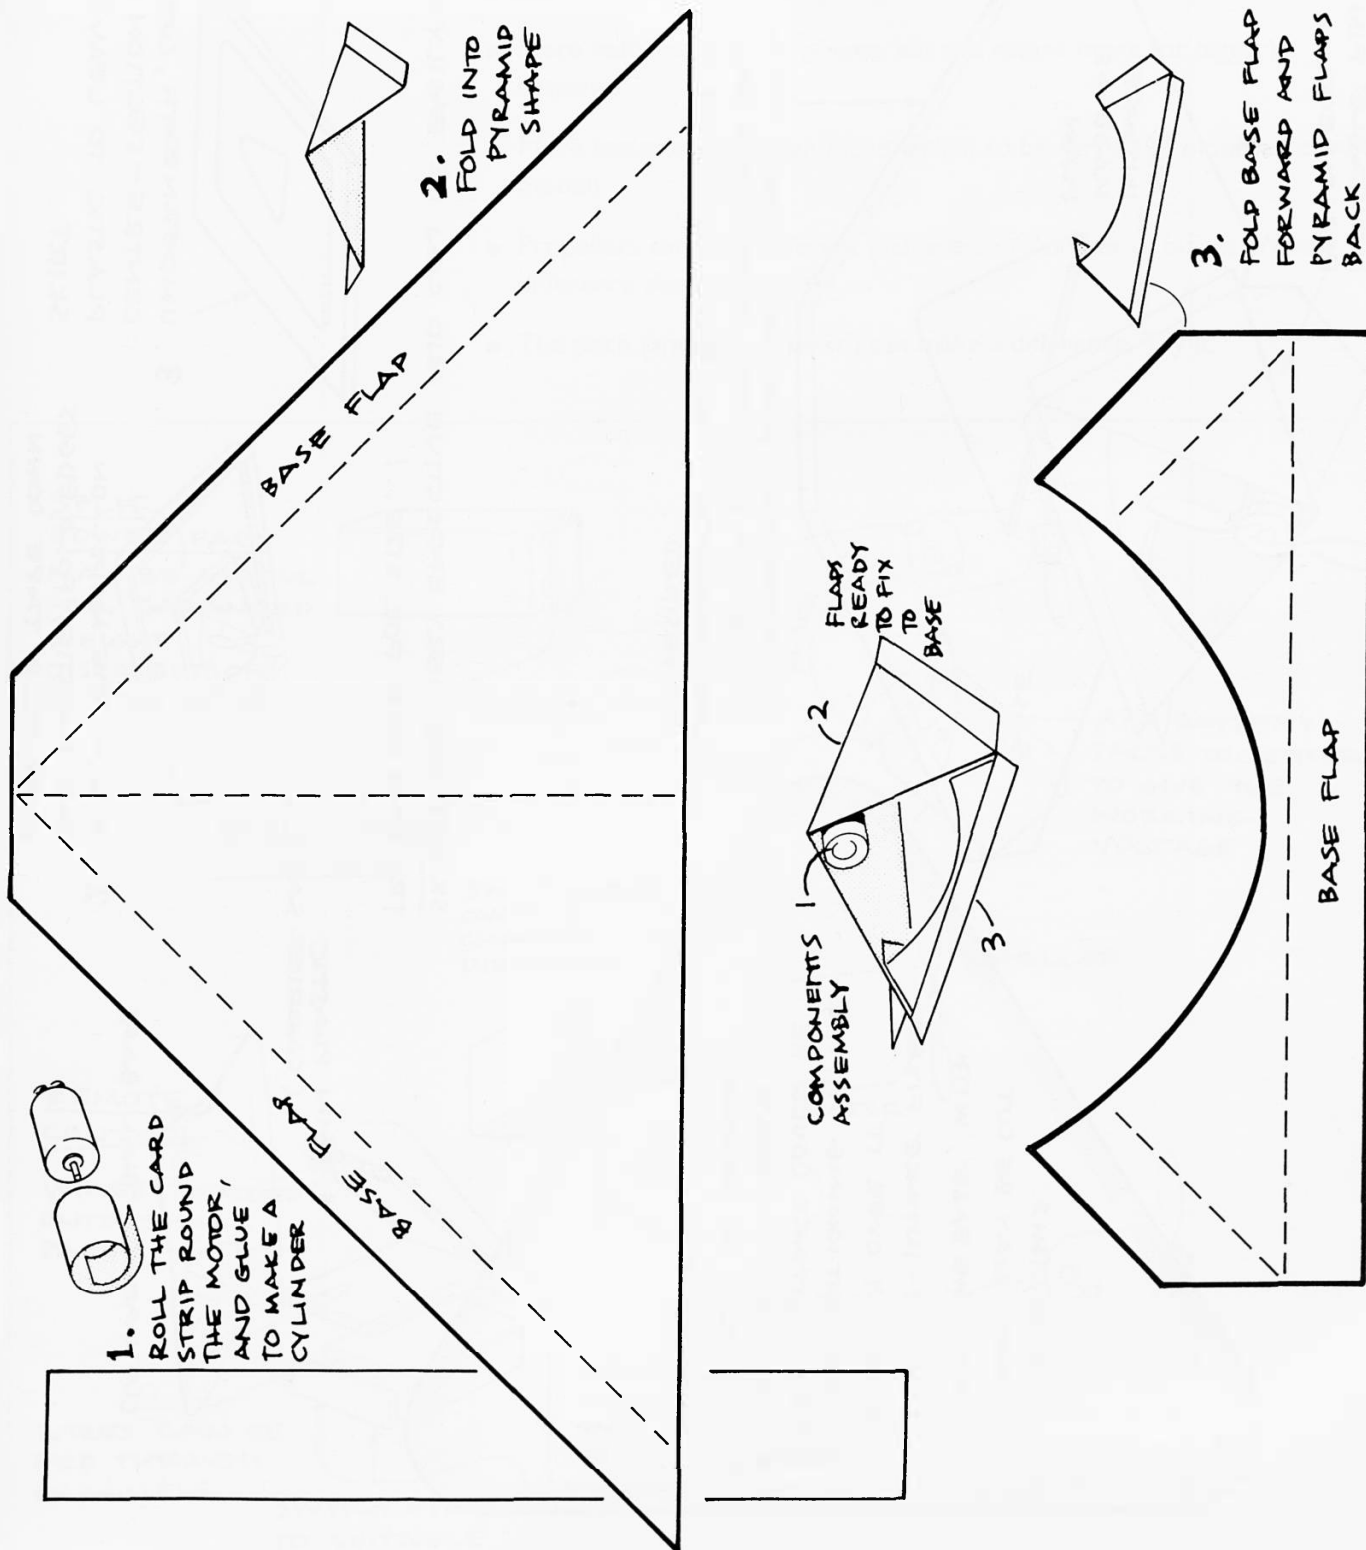 1.
ROLL THE CARD
STRIP ROUND
THE MOTOR,
AND GLUE
TO MAKE A
CYLINDER
BASE FLAP
BASE FLAP
2.
FOLD INTO
PYRAMID
SHAPE
COMPONENTS 1
ASSEMBLY
2
3
FLAPS
READY
TO FIX
TO
BASE
BASE FLAP
3.
FOLD BASE FLAP
FORWARD AND
PYRAMID FLAPS
BACK